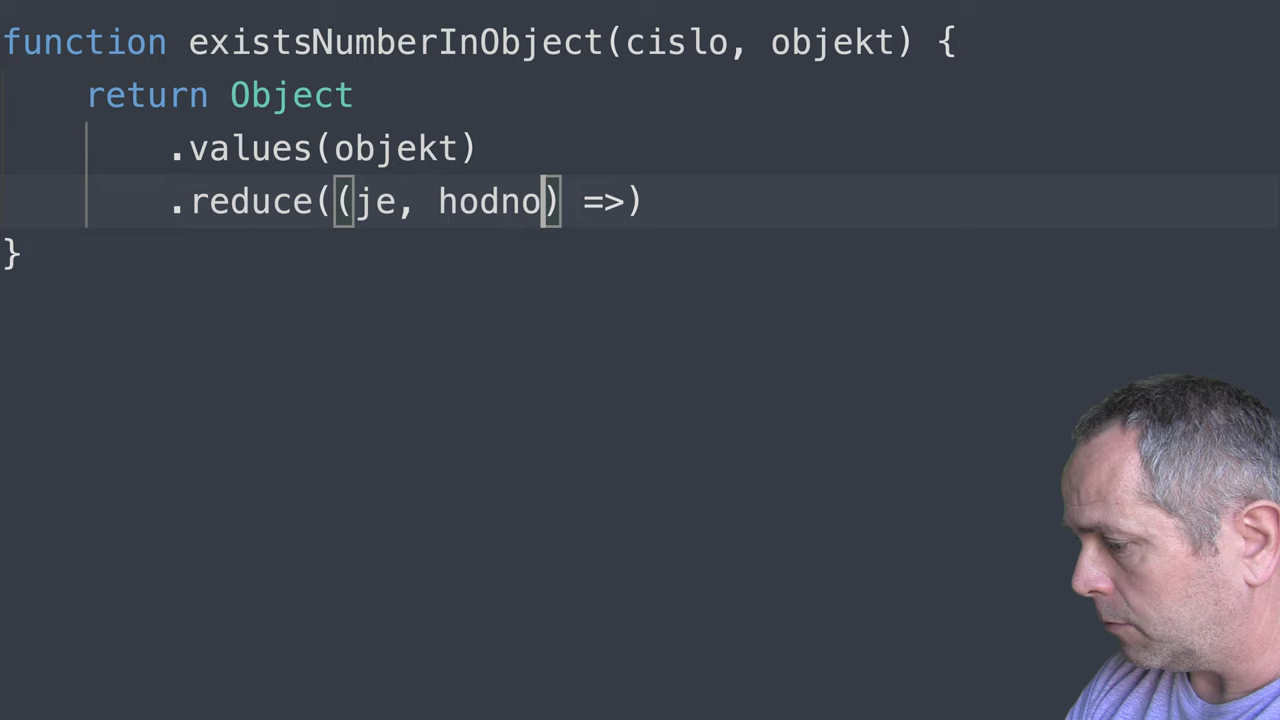 function existsNumberInObject(cislo, objekt) {
return Object
.values(objekt)
.reduce((je, hodno) =>)
}